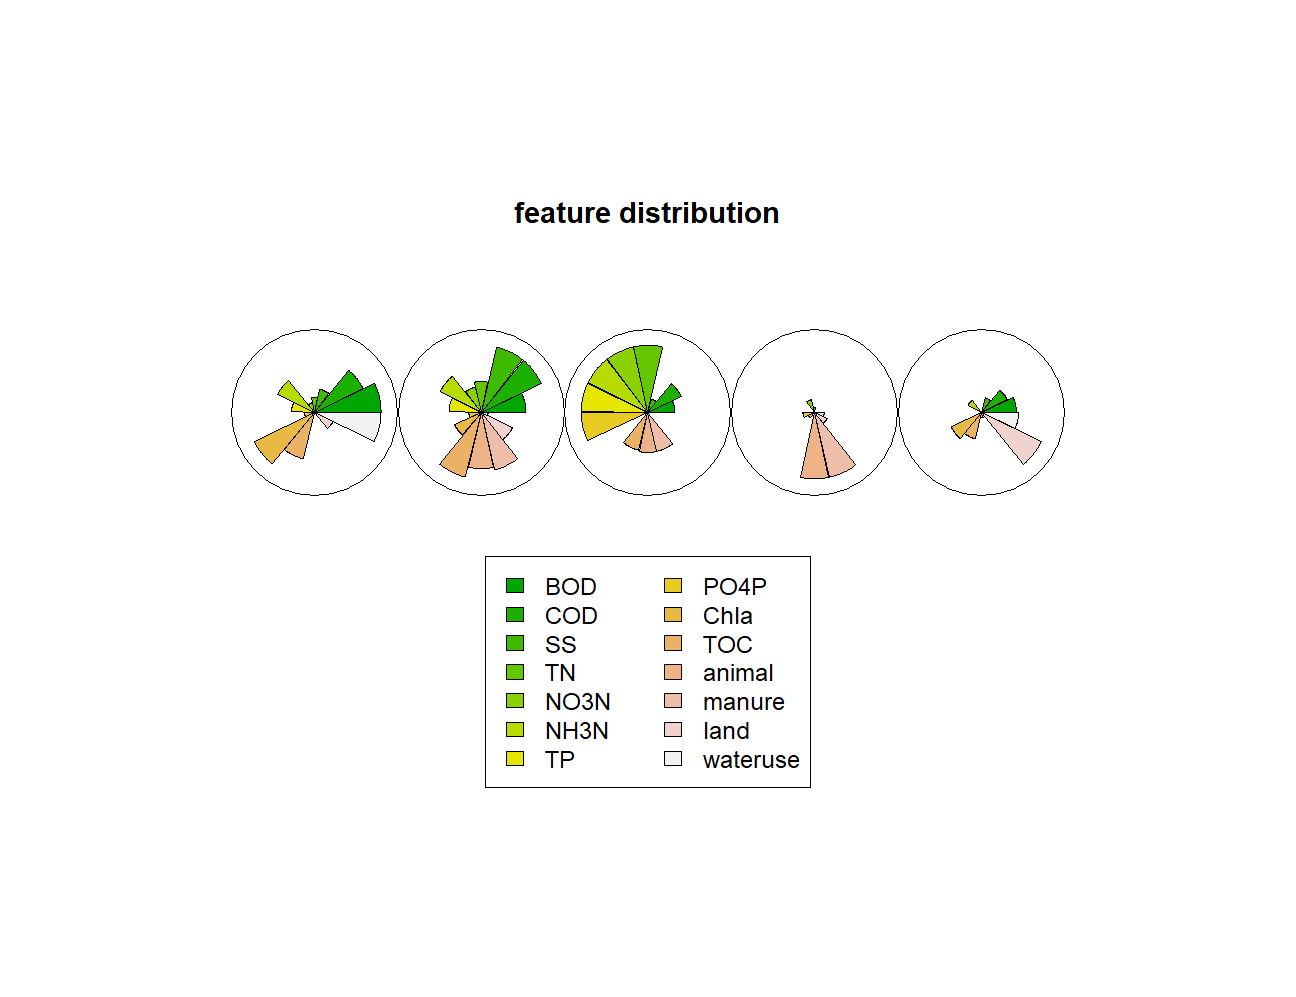 feature distribution
BOD PO4P
COD Chla
SS TOC
TN animal
NO3N manure
NH3N land
TP wateruse